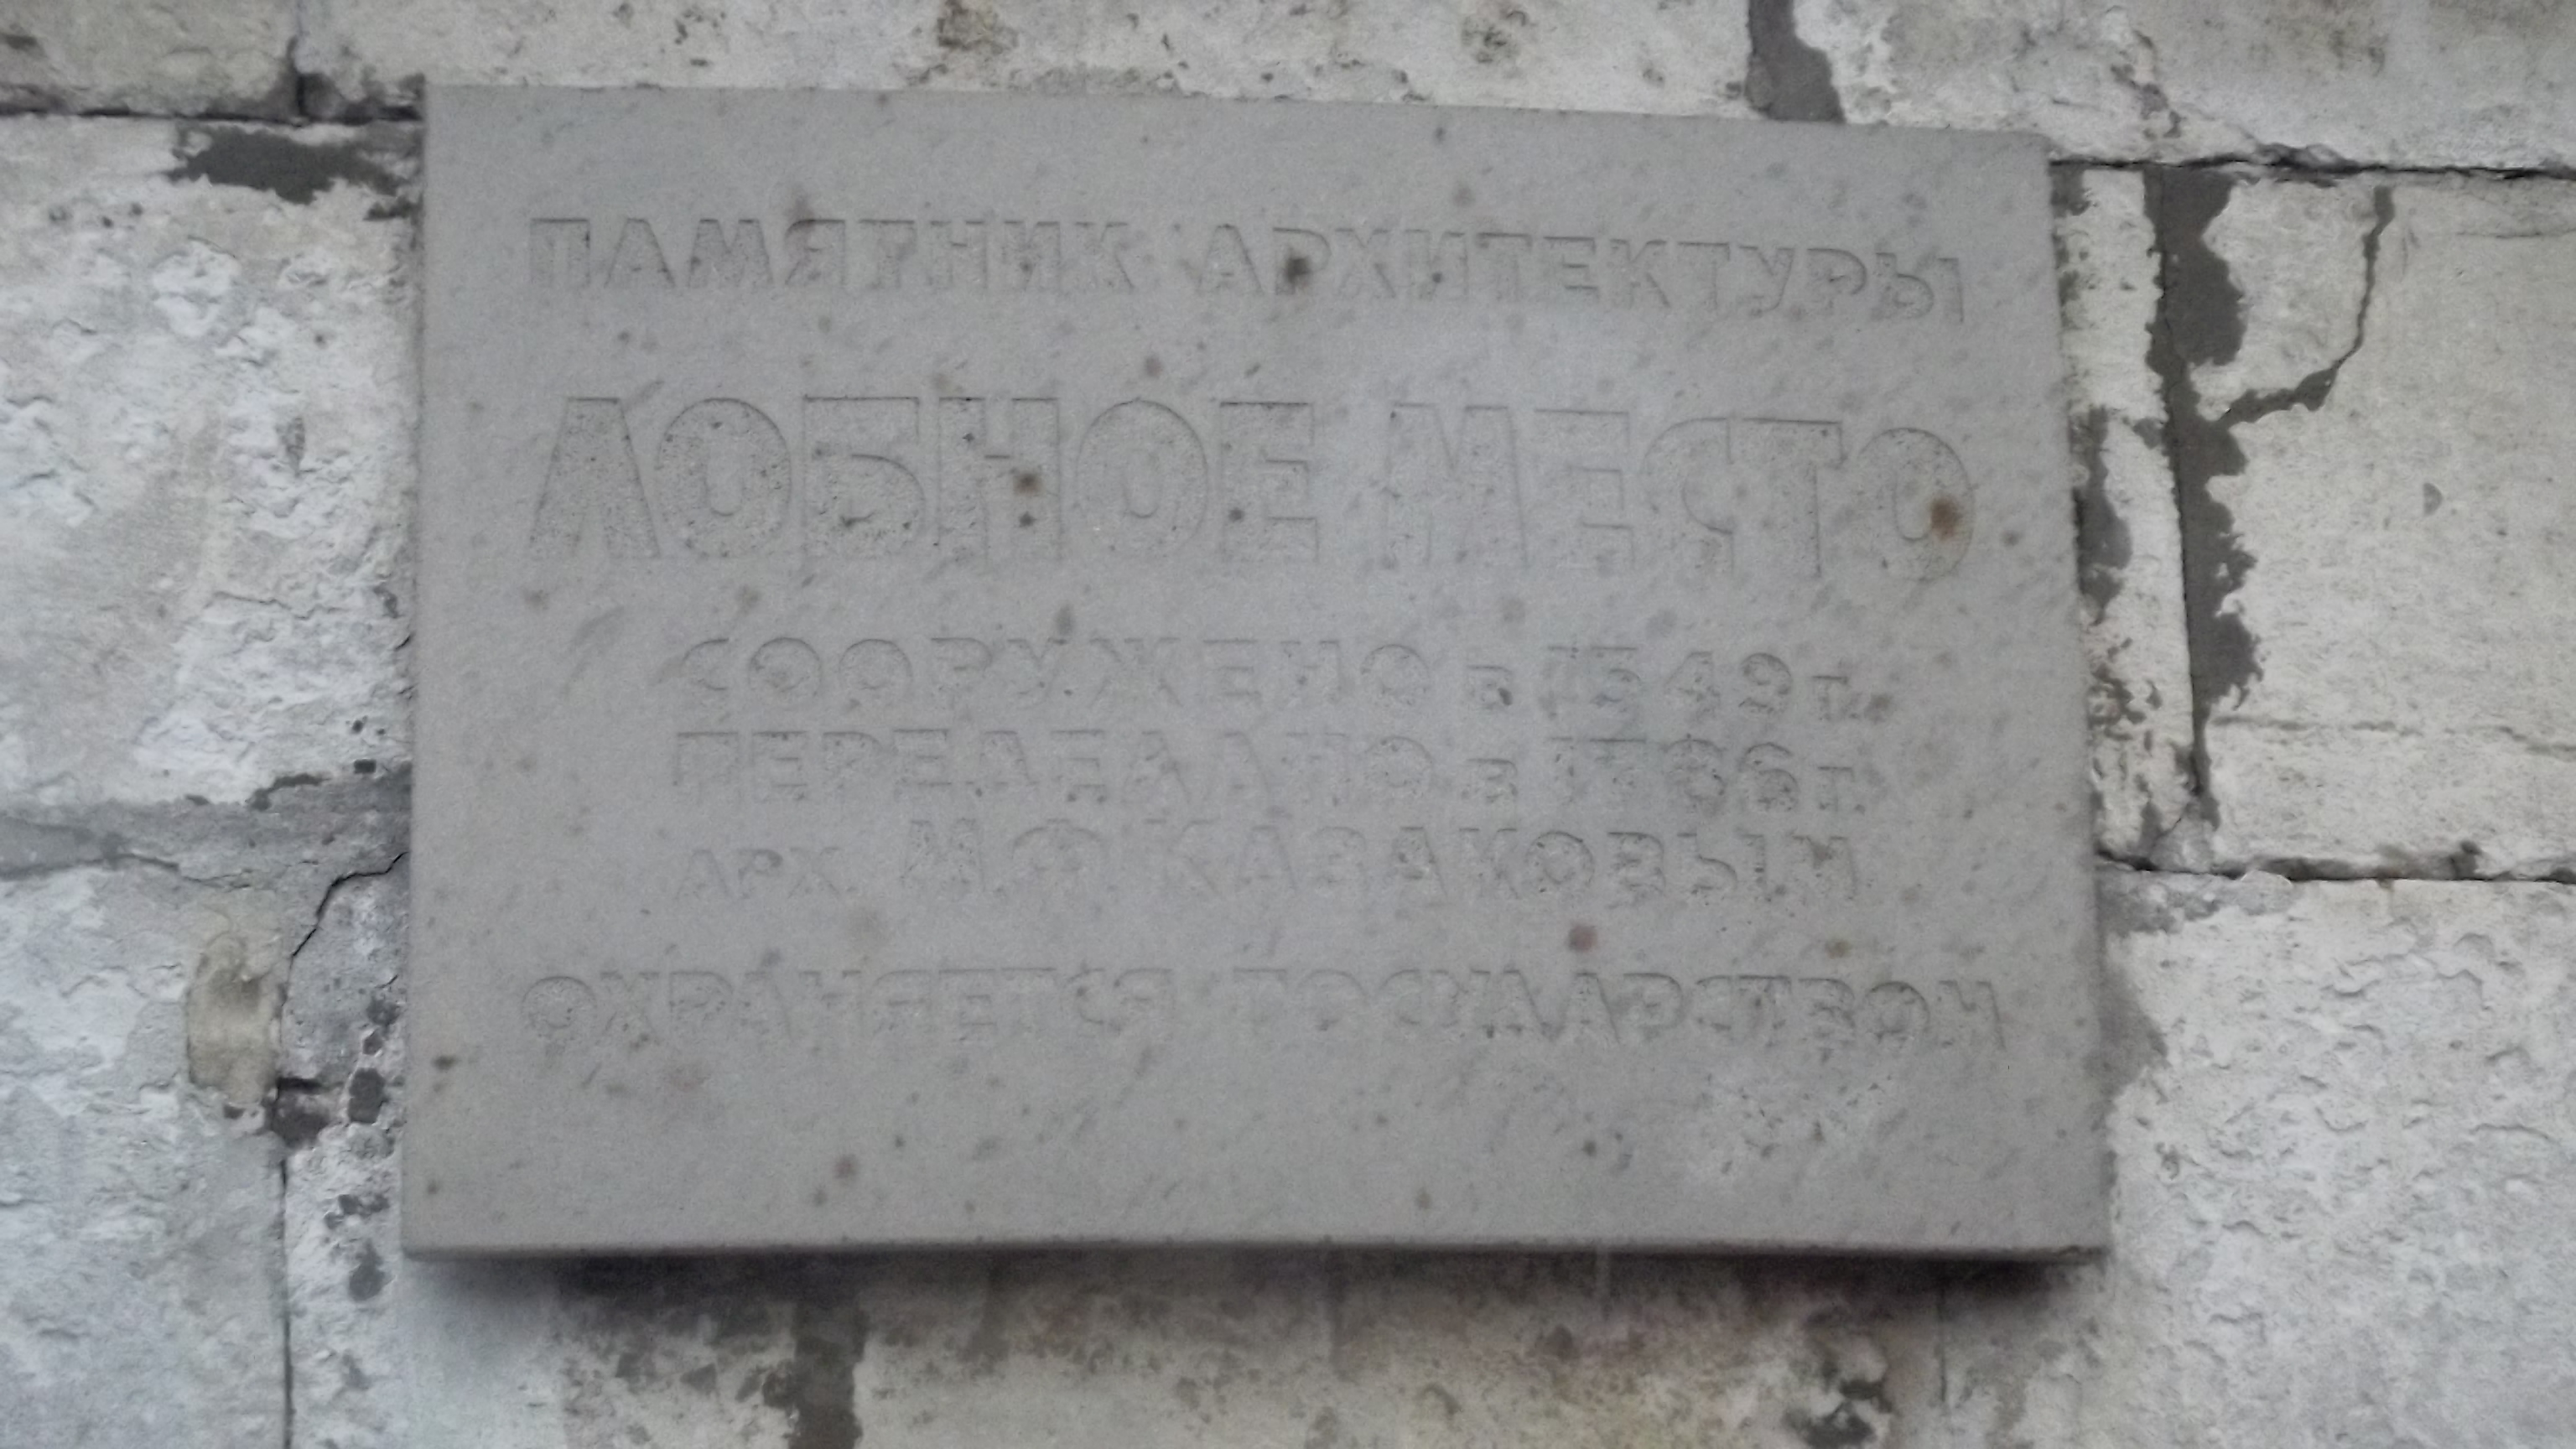 ПАМЯТНИК АРХИТЕКТУРЫ
ЛОБНОЕ МЕСТО
СООРУЖЕНО в 1549 г.
ПЕРЕДЕЛАНО в 1786 г.
АРХ. М.Ф.КАЗАКОВЫМ
ОХРАНЯЕТСЯ ГОСУДАРСТВОМ